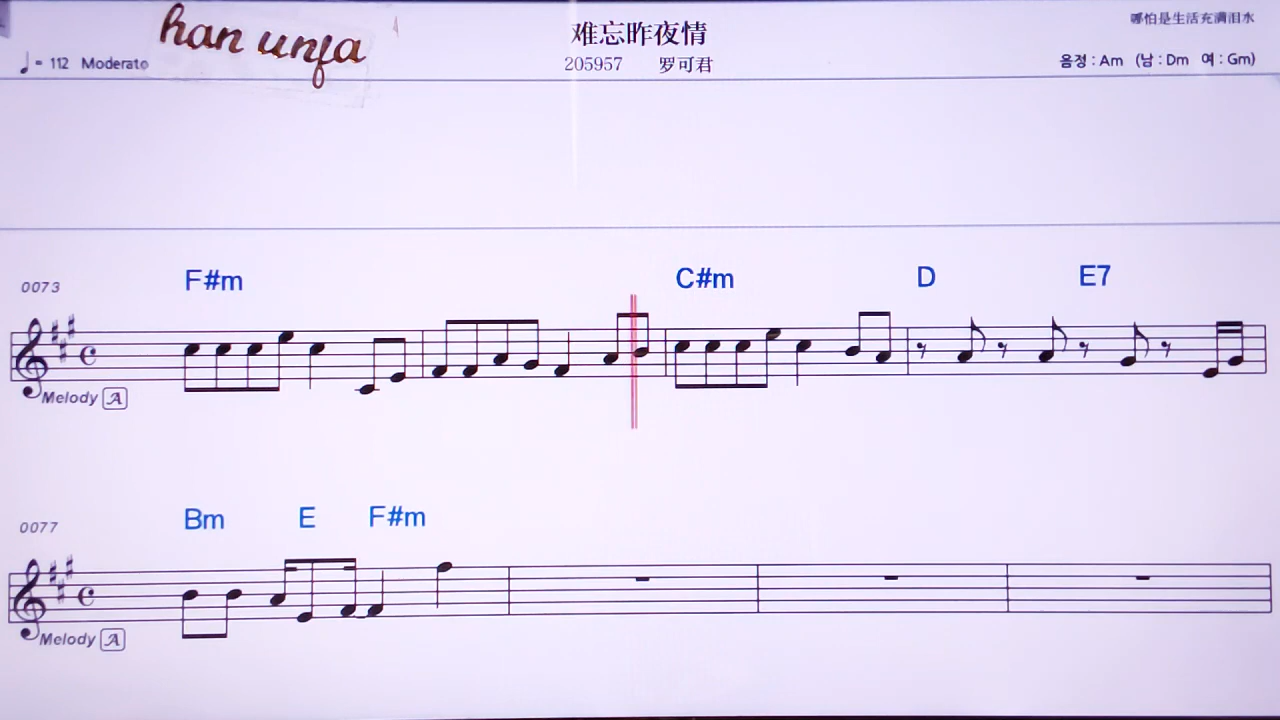 han unfa
难忘昨夜情
哪怕是生活充满泪水
♩ = 112 Moderato
205957 罗可君
음정 : Am (남 : Dm 여 : Gm)
0073
F#m C#m D E7
Melody A
0077
Bm E F#m
Melody A